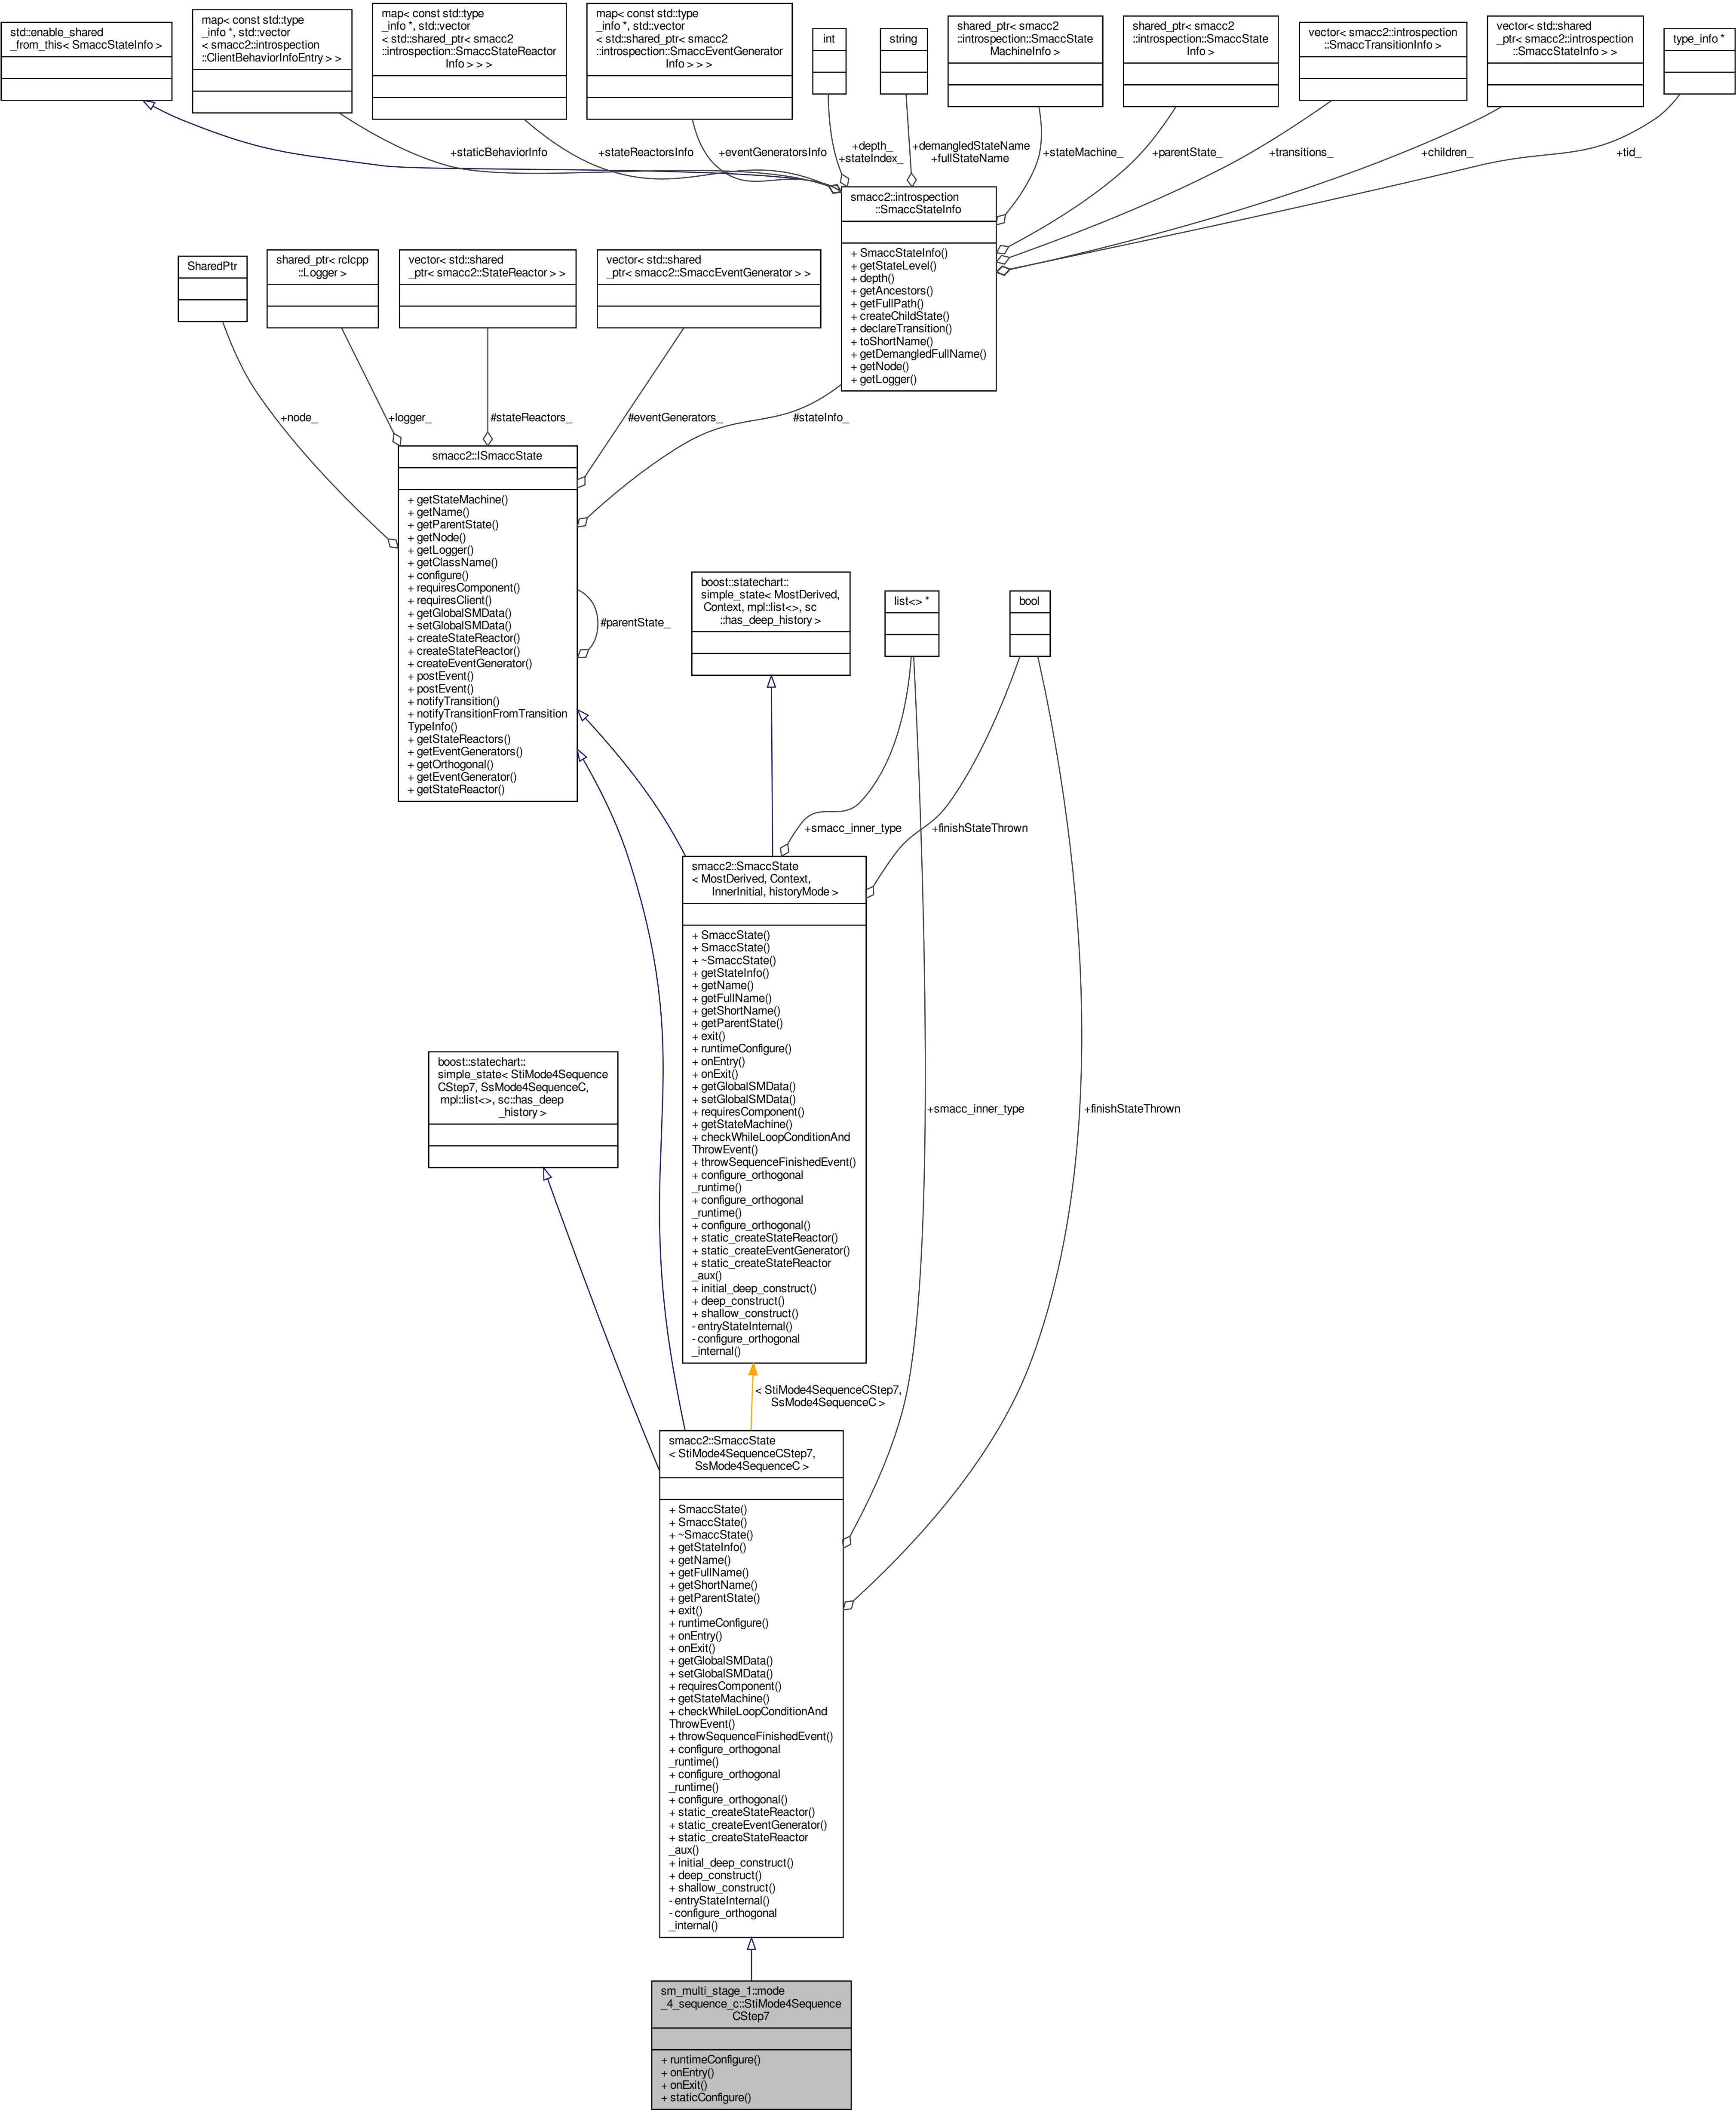 std::enable_shared
_from_this< SmaccStateInfo >
map< const std::type
_info *, std::vector
< smacc2::introspection
::ClientBehaviorInfoEntry > >
map< const std::type
_info *, std::vector
< std::shared_ptr< smacc2
::introspection::SmaccStateReactor
Info > > >
map< const std::type
_info *, std::vector
< std::shared_ptr< smacc2
::introspection::SmaccEventGenerator
Info > > >
int
string
shared_ptr< smacc2
::introspection::SmaccState
MachineInfo >
shared_ptr< smacc2
::introspection::SmaccState
Info >
vector< smacc2::introspection
::SmaccTransitionInfo >
vector< std::shared
_ptr< smacc2::introspection
::SmaccStateInfo > >
type_info *
+staticBehaviorInfo
+stateReactorsInfo
+eventGeneratorsInfo
+depth_
+stateIndex_
+demangledStateName
+fullStateName
+stateMachine_
+parentState_
+transitions_
+children_
+tid_
smacc2::introspection
::SmaccStateInfo
+ SmaccStateInfo()
+ getStateLevel()
+ depth()
+ getAncestors()
+ getFullPath()
+ createChildState()
+ declareTransition()
+ toShortName()
+ getDemangledFullName()
+ getNode()
+ getLogger()
SharedPtr
shared_ptr< rclcpp
::Logger >
vector< std::shared
_ptr< smacc2::StateReactor > >
vector< std::shared
_ptr< smacc2::SmaccEventGenerator > >
+node_
+logger_
#stateReactors_
#eventGenerators_
#stateInfo_
smacc2::ISmaccState
+ getStateMachine()
+ getName()
+ getParentState()
+ getNode()
+ getLogger()
+ getClassName()
+ configure()
+ requiresComponent()
+ requiresClient()
+ getGlobalSMData()
+ setGlobalSMData()
+ createStateReactor()
+ createStateReactor()
+ createEventGenerator()
+ postEvent()
+ postEvent()
+ notifyTransition()
+ notifyTransitionFromTransition
TypeInfo()
+ getStateReactors()
+ getEventGenerators()
+ getOrthogonal()
+ getEventGenerator()
+ getStateReactor()
#parentState_
boost::statechart::
simple_state< MostDerived,
Context, mpl::list<>, sc
::has_deep_history >
list<> *
bool
+smacc_inner_type
+finishStateThrown
smacc2::SmaccState
< MostDerived, Context,
InnerInitial, historyMode >
+ SmaccState()
+ SmaccState()
+ ~SmaccState()
+ getStateInfo()
+ getName()
+ getFullName()
+ getShortName()
+ getParentState()
+ exit()
+ runtimeConfigure()
+ onEntry()
+ onExit()
+ getGlobalSMData()
+ setGlobalSMData()
+ requiresComponent()
+ getStateMachine()
+ checkWhileLoopConditionAnd
ThrowEvent()
+ throwSequenceFinishedEvent()
+ configure_orthogonal
_runtime()
+ configure_orthogonal
_runtime()
+ configure_orthogonal()
+ static_createStateReactor()
+ static_createEventGenerator()
+ static_createStateReactor
_aux()
+ initial_deep_construct()
+ deep_construct()
+ shallow_construct()
- entryStateInternal()
- configure_orthogonal
_internal()
boost::statechart::
simple_state< StiMode4Sequence
CStep7, SsMode4SequenceC,
mpl::list<>, sc::has_deep
_history >
+smacc_inner_type
+finishStateThrown
< StiMode4SequenceCStep7,
SsMode4SequenceC >
smacc2::SmaccState
< StiMode4SequenceCStep7,
SsMode4SequenceC >
+ SmaccState()
+ SmaccState()
+ ~SmaccState()
+ getStateInfo()
+ getName()
+ getFullName()
+ getShortName()
+ getParentState()
+ exit()
+ runtimeConfigure()
+ onEntry()
+ onExit()
+ getGlobalSMData()
+ setGlobalSMData()
+ requiresComponent()
+ getStateMachine()
+ checkWhileLoopConditionAnd
ThrowEvent()
+ throwSequenceFinishedEvent()
+ configure_orthogonal
_runtime()
+ configure_orthogonal
_runtime()
+ configure_orthogonal()
+ static_createStateReactor()
+ static_createEventGenerator()
+ static_createStateReactor
_aux()
+ initial_deep_construct()
+ deep_construct()
+ shallow_construct()
- entryStateInternal()
- configure_orthogonal
_internal()
sm_multi_stage_1::mode
_4_sequence_c::StiMode4Sequence
CStep7
+ runtimeConfigure()
+ onEntry()
+ onExit()
+ staticConfigure()